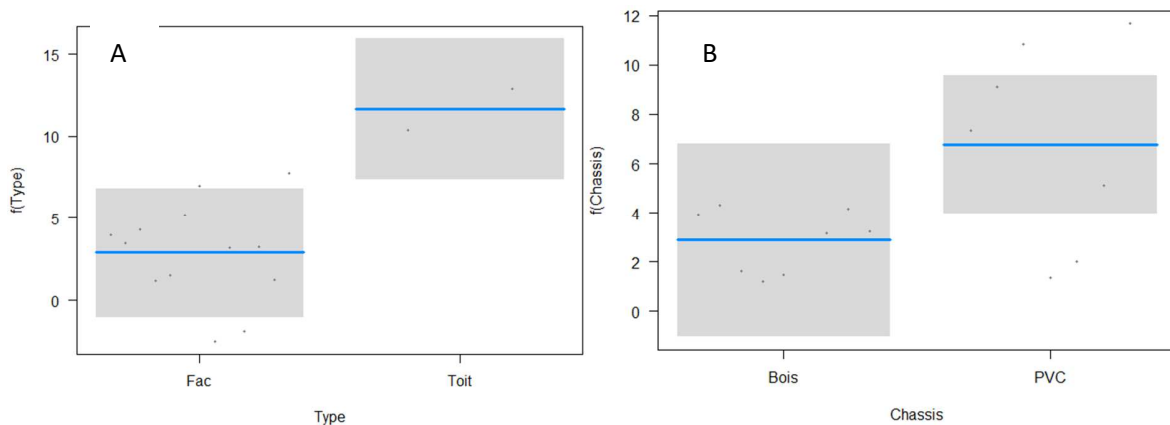 A
15
10
5
0
f(Type)
Fac
Toit
Type
B
12
10
8
6
4
2
0
f(Chassis)
Bois
PVC
Chassis